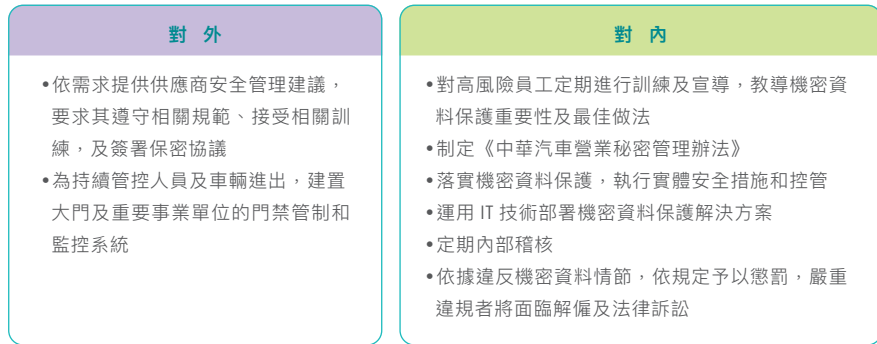 對 外
•依需求提供供應商安全管理建議，
要求其遵守相關規範、接受相關訓
練，及簽署保密協議
•為持續管控人員及車輛進出，建置
大門及重要事業單位的門禁管制和
監控系統
對 內
•對高風險員工定期進行訓練及宣導，教導機密資
料保護重要性及最佳做法
•制定《中華汽車營業秘密管理辦法》
•落實機密資料保護，執行實體安全措施和控管
•運用 IT 技術部署機密資料保護解決方案
•定期內部稽核
•依據違反機密資料情節，依規定予以懲罰，嚴重
違規者將面臨解僱及法律訴訟